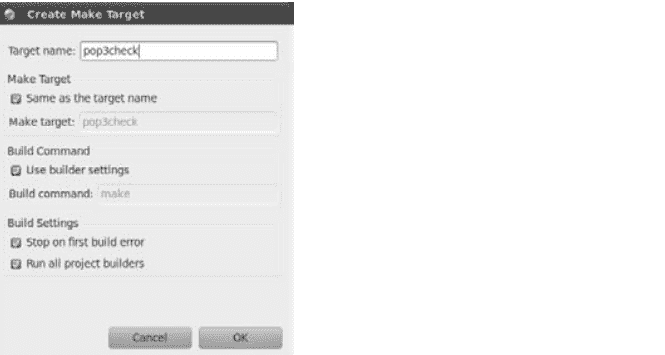 Create Make Target
Target name: pop3check
Make Target
Same as the target name
Make target: pop3check
Build Command
Use builder settings
Build command: make
Build Settings
Stop on first build error
Run all project builders
Cancel OK